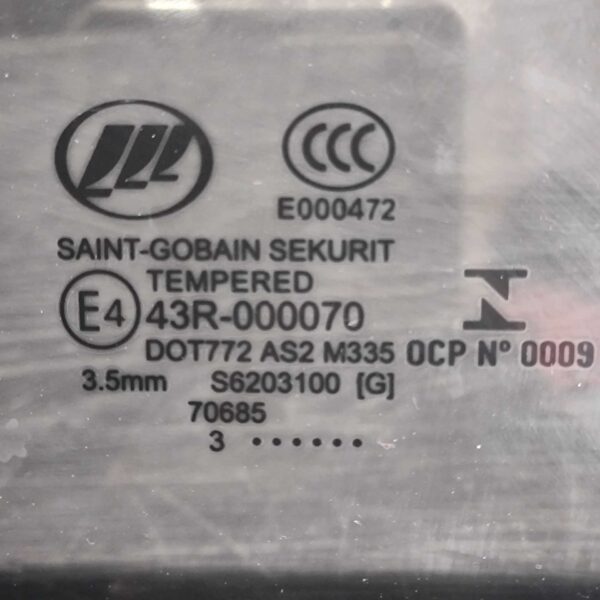 CCC
E000472
SAINT-GOBAIN SEKURIT
TEMPERED
E4 43R-000070
DOT772 AS2 M335 OCP Nº 0009
3.5mm S6203100 [G]
70685
3 ••••••